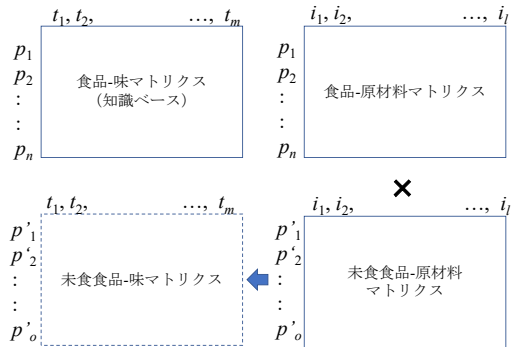 t1, t2, …, tm
p1
p2
:
:
pn
食品-味マトリクス
（知識ベース）
i1, i2, …, il
p1
p2
:
:
pn
食品-原材料マトリクス
×
t1, t2, …, tm
p’1
p‘2
:
:
p’o
未食食品-味マトリクス
i1, i2, …, il
p’1
p‘2
:
:
p’o
未食食品-原材料
マトリクス